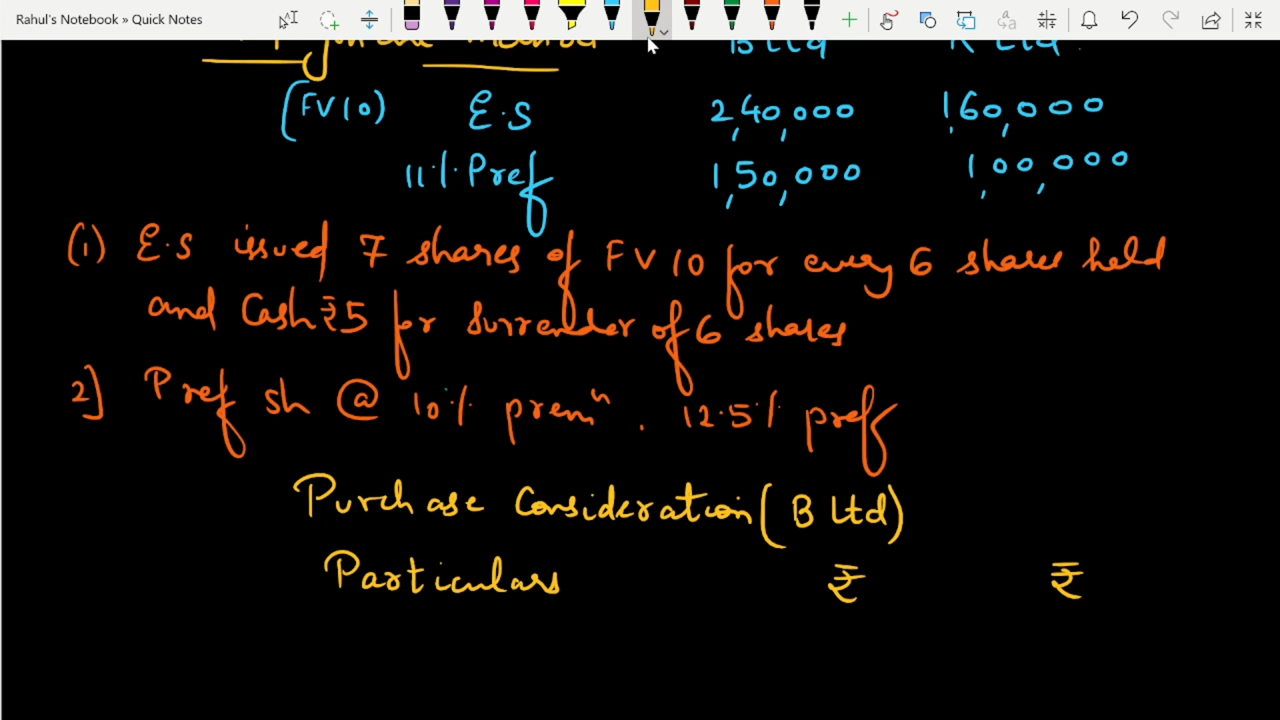 Rahul's Notebook » Quick Notes
(FV10) E.S 2,40,000 1,60,000
11% Pref 1,50,000 1,00,000
(1) E.S issued 7 shares of FV 10 for every 6 shares held
and Cash ₹5 for Surrender of 6 shares
2] Pref sh @ 10% premⁿ. 12.5% pref
Purchase Consideration (B Ltd)
Particulars ₹ ₹